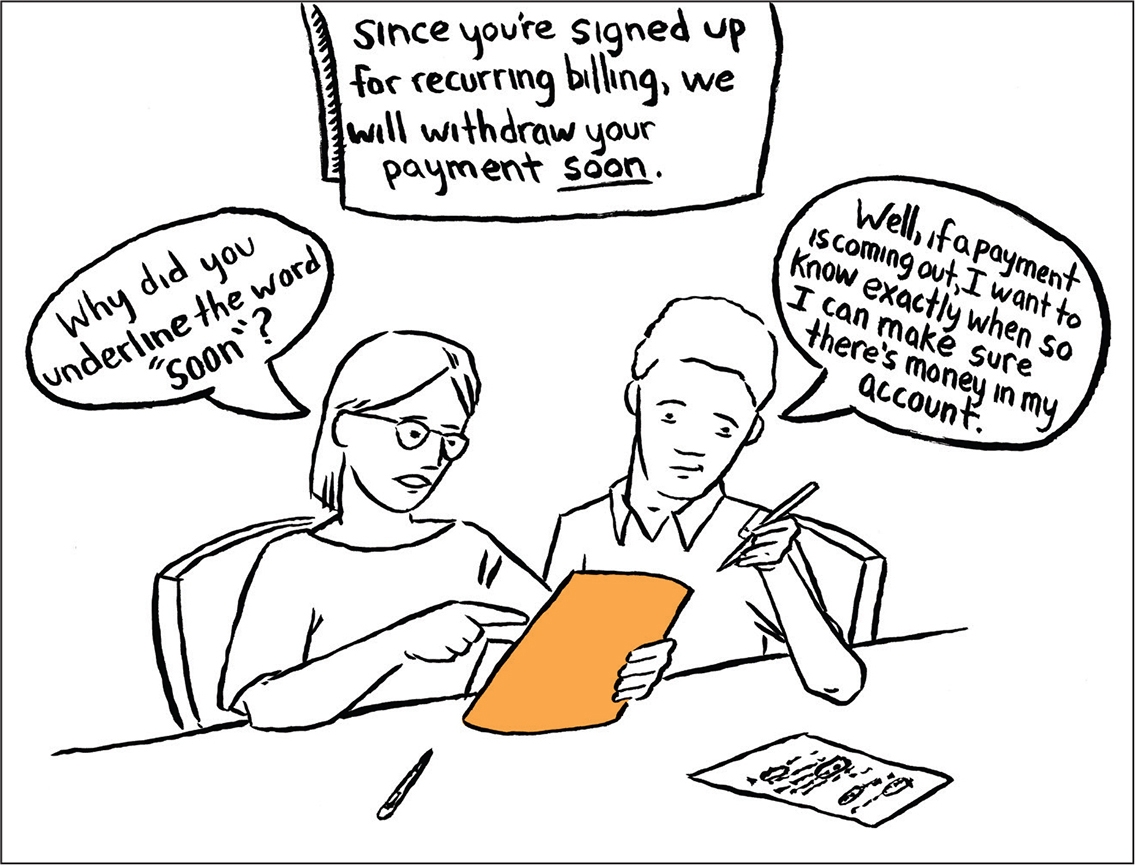 Since you're signed up
for recurring billing, we
will withdraw your
payment soon.
Why did you
underline the word
"soon"?
Well, if a payment
is coming out, I want to
know exactly when so
I can make sure
there's money in my
account.